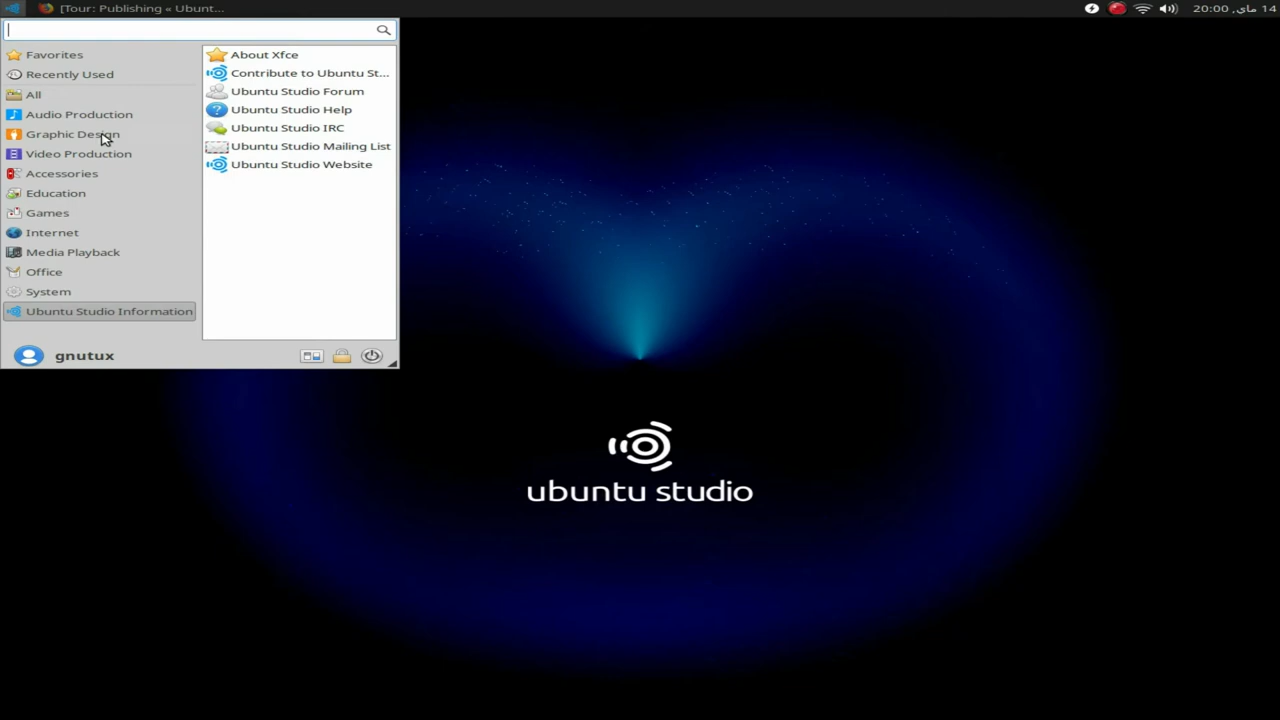 [Tour: Publishing « Ubunt...
14 ماي, 20:00
Favorites
Recently Used
All
Audio Production
Graphic Design
Video Production
Accessories
Education
Games
Internet
Media Playback
Office
System
Ubuntu Studio Information
About Xfce
Contribute to Ubuntu St...
Ubuntu Studio Forum
Ubuntu Studio Help
Ubuntu Studio IRC
Ubuntu Studio Mailing List
Ubuntu Studio Website
gnutux
ubuntu studio